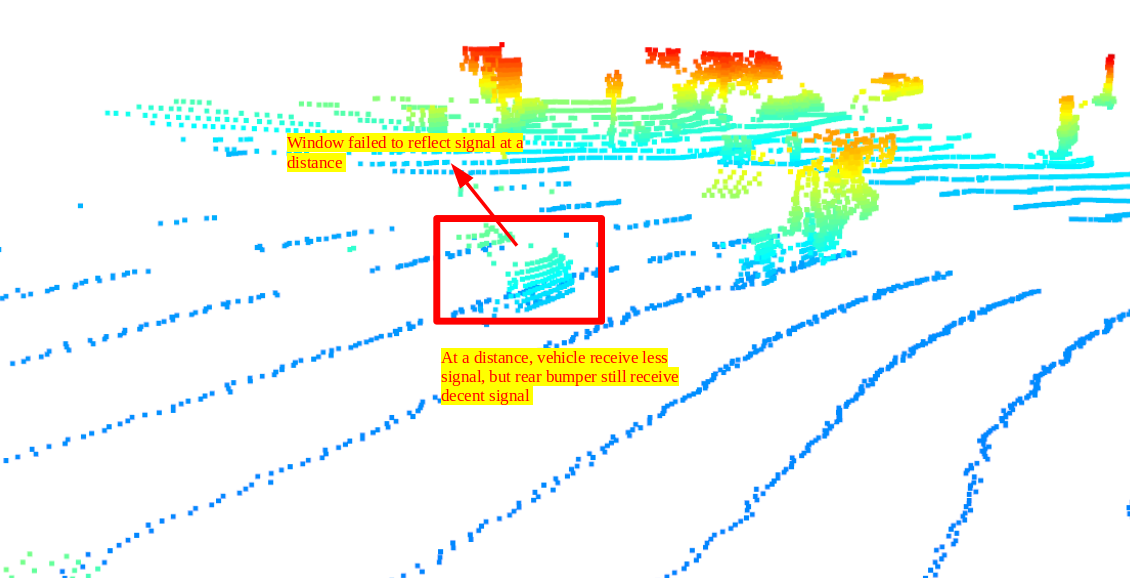 Window failed to reflect signal at a
distance
At a distance, vehicle receive less
signal, but rear bumper still receive
decent signal